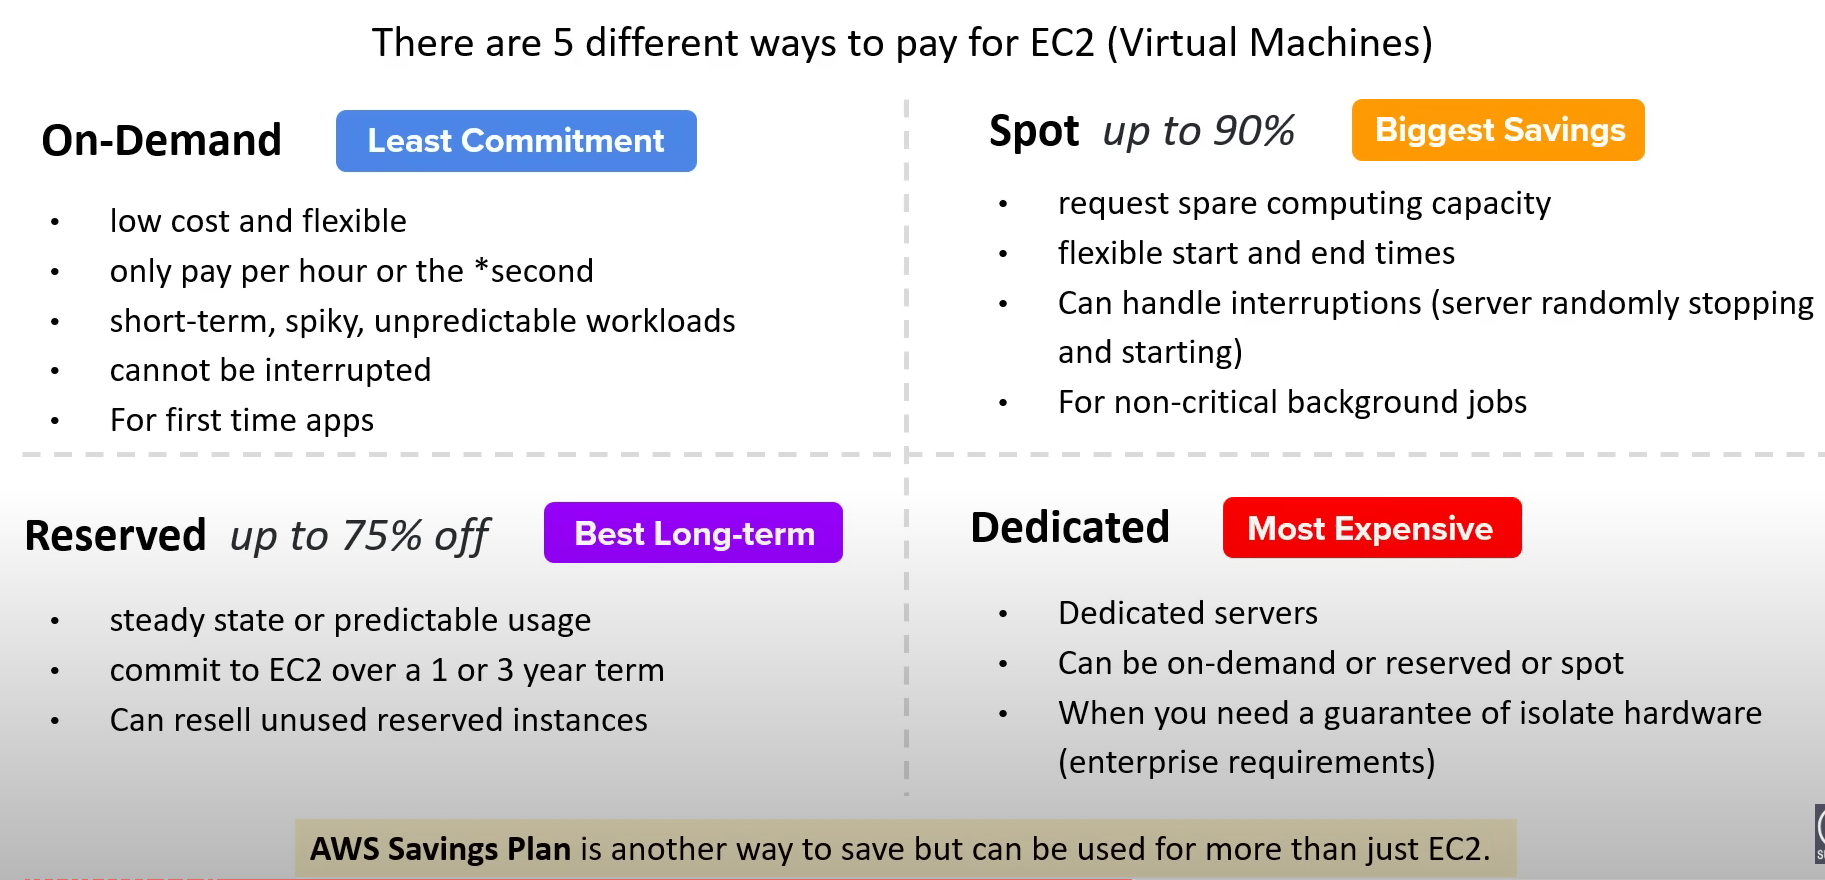 There are 5 different ways to pay for EC2 (Virtual Machines)
On-Demand Least Commitment
• low cost and flexible
• only pay per hour or the *second
• short-term, spiky, unpredictable workloads
• cannot be interrupted
• For first time apps
Spot up to 90% Biggest Savings
• request spare computing capacity
• flexible start and end times
• Can handle interruptions (server randomly stopping
and starting)
• For non-critical background jobs
Reserved up to 75% off Best Long-term
• steady state or predictable usage
• commit to EC2 over a 1 or 3 year term
• Can resell unused reserved instances
Dedicated Most Expensive
• Dedicated servers
• Can be on-demand or reserved or spot
• When you need a guarantee of isolate hardware
(enterprise requirements)
AWS Savings Plan is another way to save but can be used for more than just EC2.